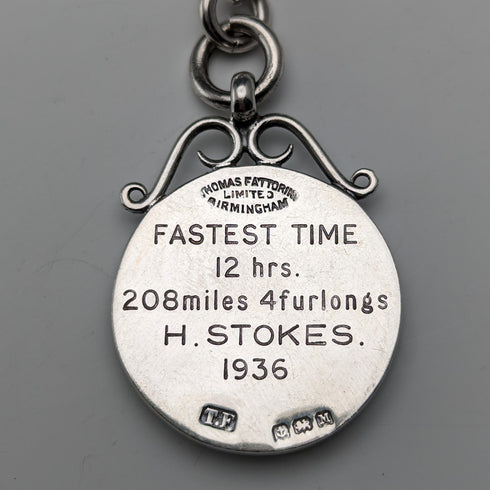 THOMAS FATTORINI
LIMITED
BIRMINGHAM
FASTEST TIME
12 hrs.
208miles 4furlongs
H. STOKES.
1936
T.F
M